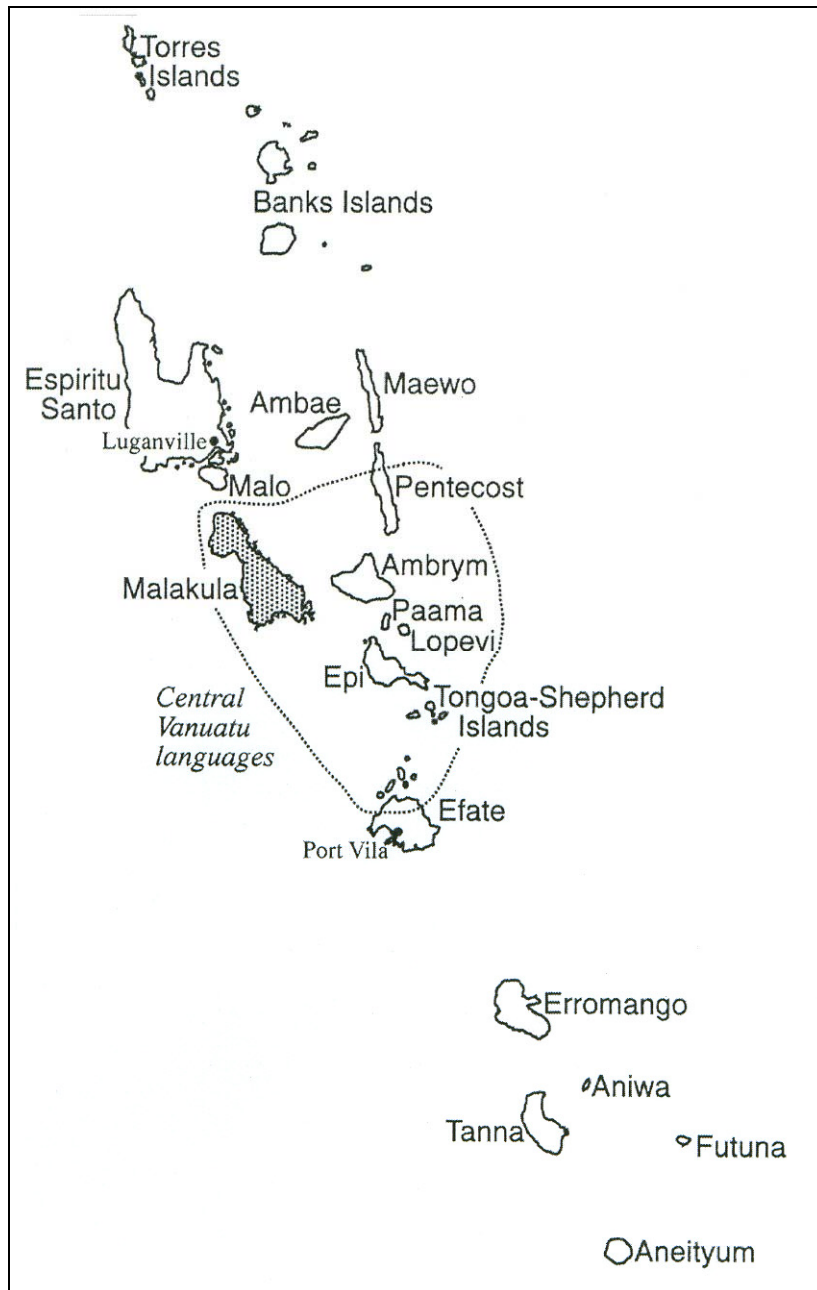 Torres
Islands
Banks Islands
Espiritu
Santo
Luganville
Ambae
Maewo
Malo
Pentecost
Malakula
Ambrym
Paama
Lopevi
Epi
Tongoa-Shepherd
Islands
Central
Vanuatu
languages
Efate
Port Vila
Erromango
Aniwa
Tanna
Futuna
Aneityum